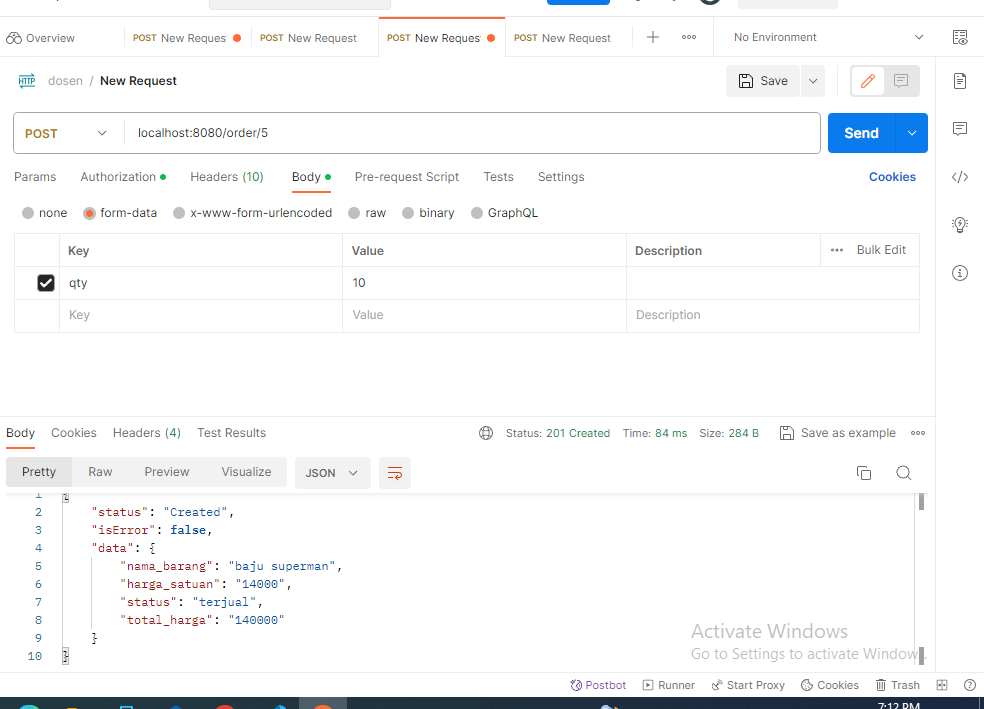 Overview
POST New Reques
POST New Request
POST New Reques
POST New Request
No Environment
HTTP
dosen / New Request
Save
POST
localhost:8080/order/5
Send
Params
Authorization
Headers (10)
Body
Pre-request Script
Tests
Settings
Cookies
none
form-data
x-www-form-urlencoded
raw
binary
GraphQL
Key
Value
Description
Bulk Edit
qty
10
Key
Value
Description
Body
Cookies
Headers (4)
Test Results
Status: 201 Created
Time: 84 ms
Size: 284 B
Save as example
Pretty
Raw
Preview
Visualize
JSON
1 {
2 "status": "Created",
3 "isError": false,
4 "data": {
5 "nama_barang": "baju superman",
6 "harga_satuan": "14000",
7 "status": "terjual",
8 "total_harga": "140000"
9 }
10 }
Activate Windows
Go to Settings to activate Window
Postbot
Runner
Start Proxy
Cookies
Trash
7:12 PM